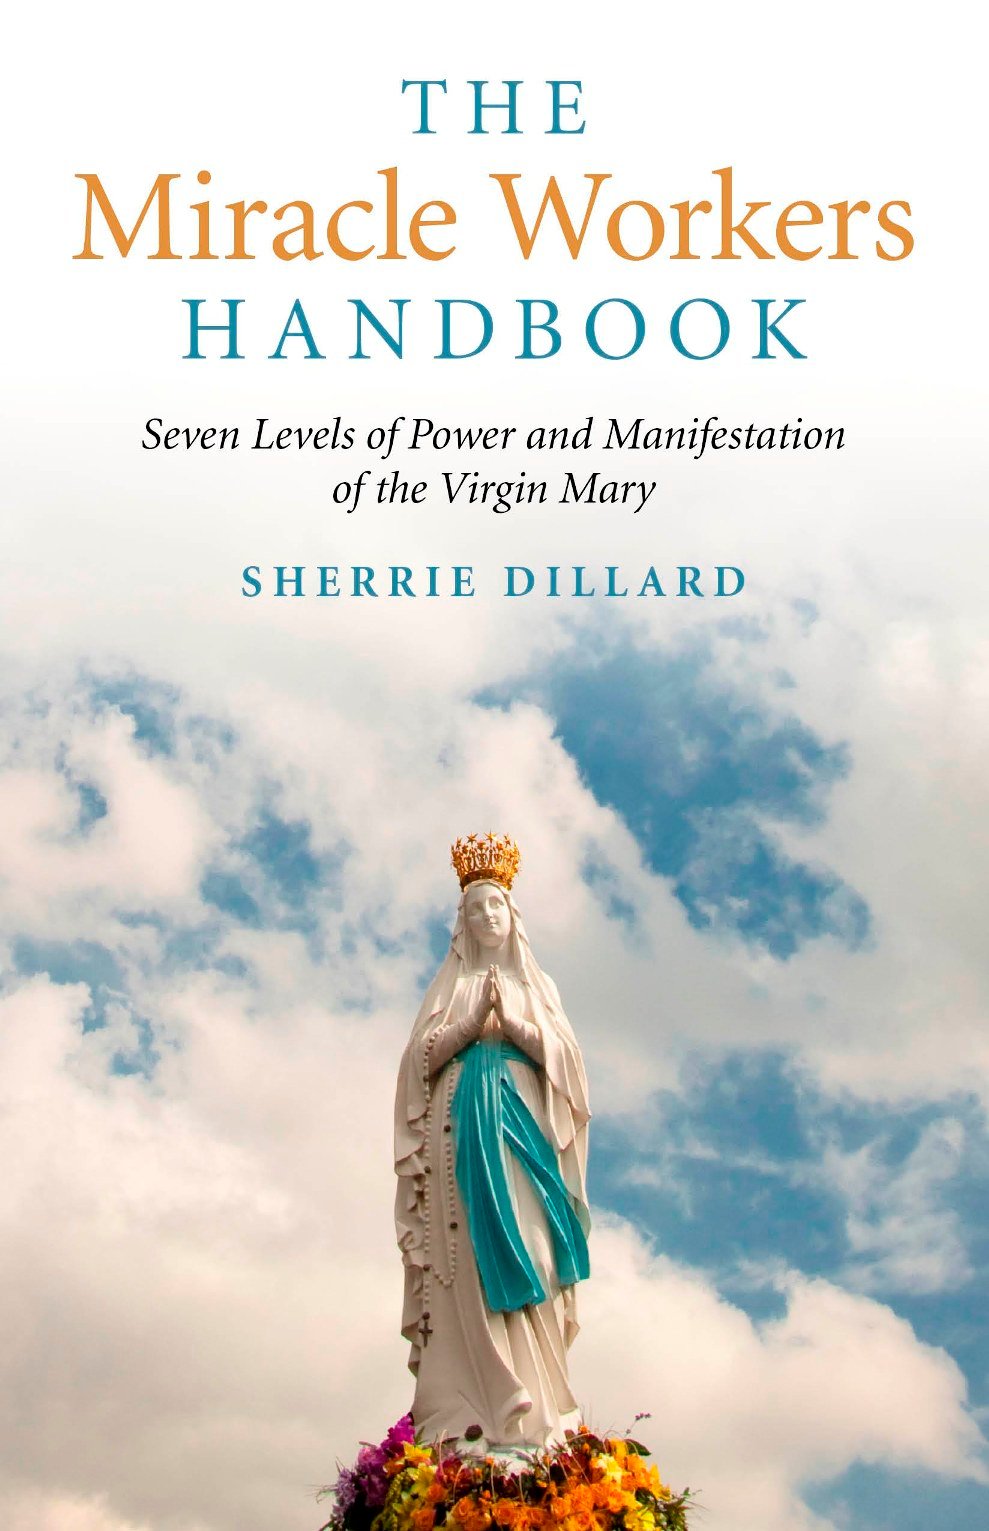 THE
Miracle Workers
HANDBOOK
Seven Levels of Power and Manifestation
of the Virgin Mary
SHERRIE DILLARD